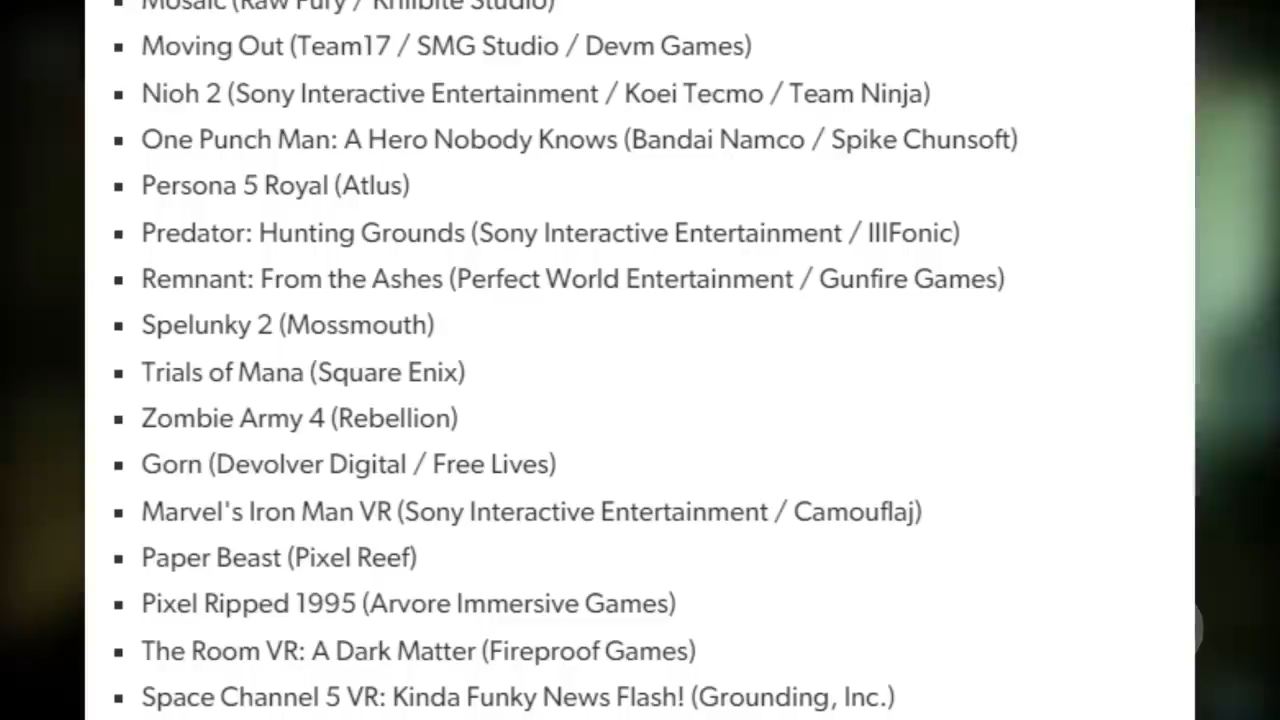 Mosaic (Raw Fury / Krillbite Studio)
Moving Out (Team17 / SMG Studio / Devm Games)
Nioh 2 (Sony Interactive Entertainment / Koei Tecmo / Team Ninja)
One Punch Man: A Hero Nobody Knows (Bandai Namco / Spike Chunsoft)
Persona 5 Royal (Atlus)
Predator: Hunting Grounds (Sony Interactive Entertainment / IllFonic)
Remnant: From the Ashes (Perfect World Entertainment / Gunfire Games)
Spelunky 2 (Mossmouth)
Trials of Mana (Square Enix)
Zombie Army 4 (Rebellion)
Gorn (Devolver Digital / Free Lives)
Marvel's Iron Man VR (Sony Interactive Entertainment / Camouflaj)
Paper Beast (Pixel Reef)
Pixel Ripped 1995 (Arvore Immersive Games)
The Room VR: A Dark Matter (Fireproof Games)
Space Channel 5 VR: Kinda Funky News Flash! (Grounding, Inc.)